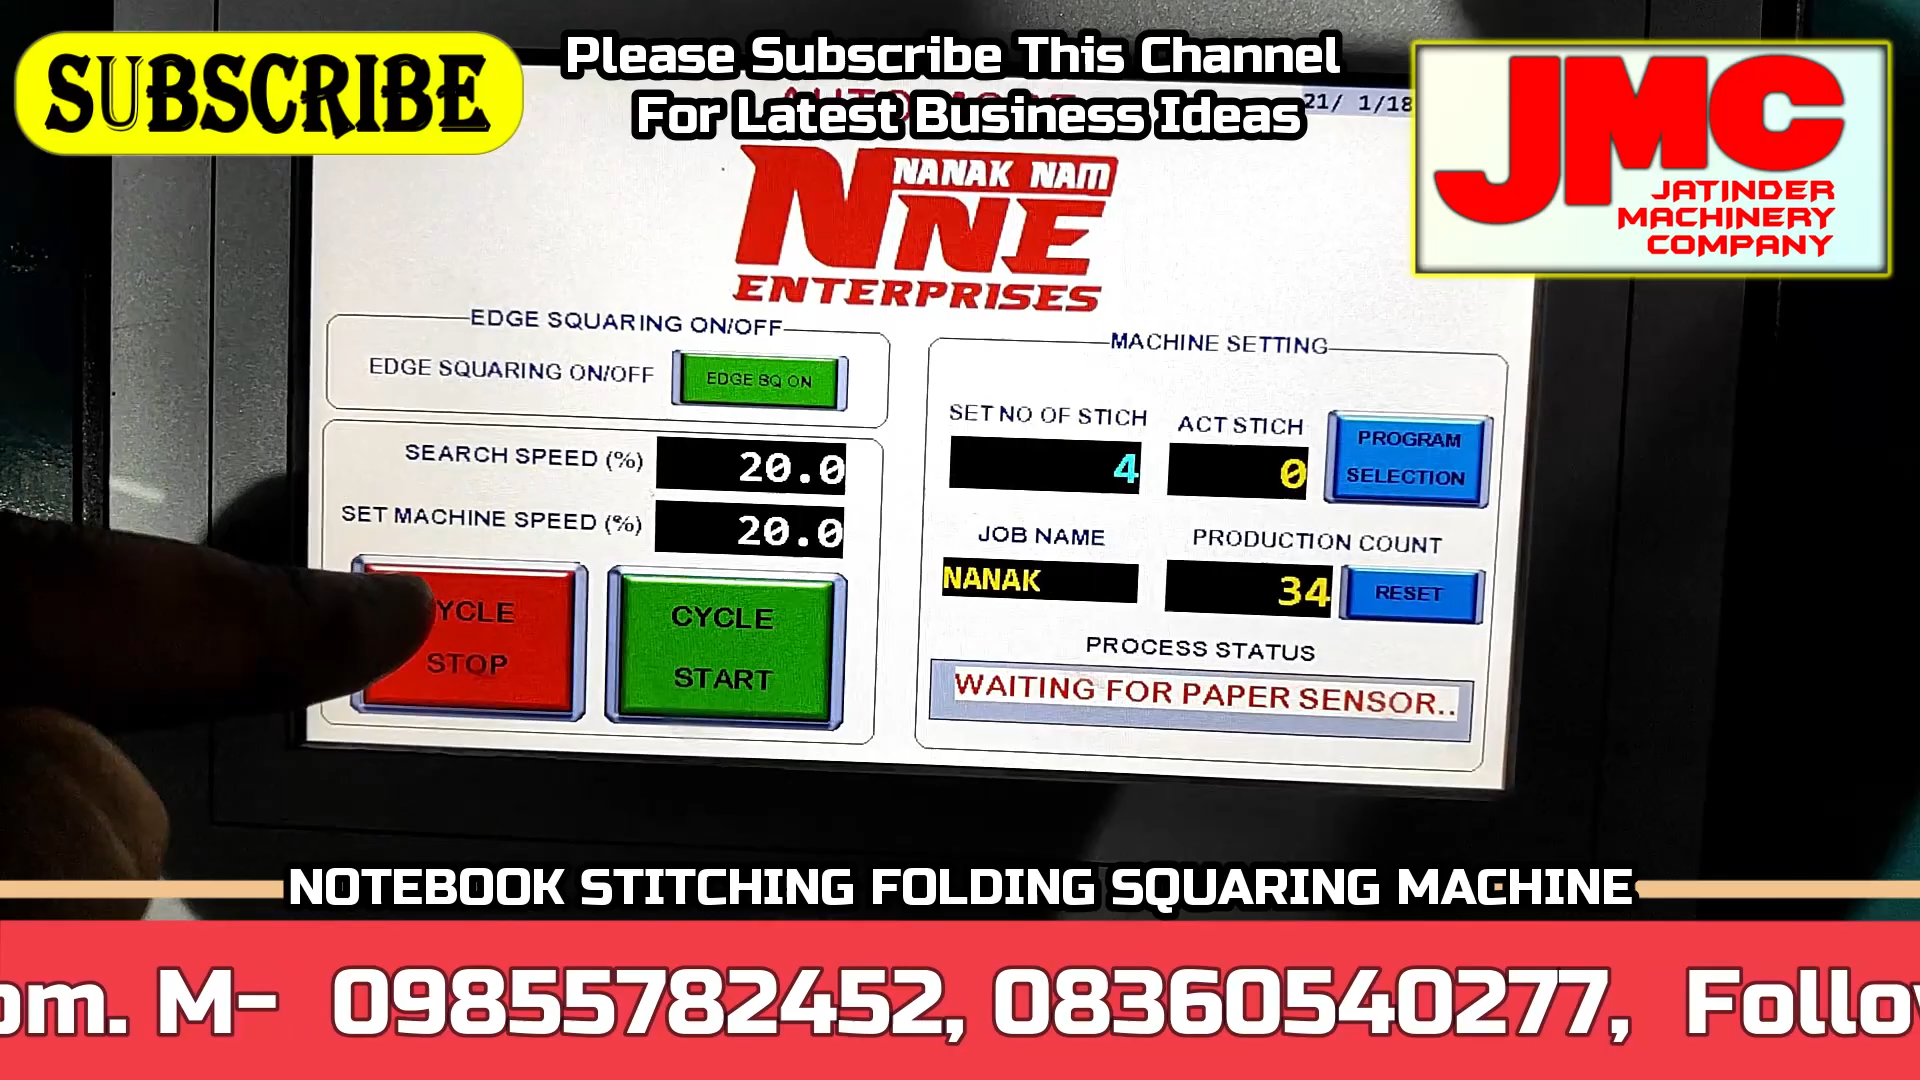 SUBSCRIBE
Please Subscribe This Channel
For Latest Business Ideas
21/ 1/18
JMC
JATINDER
MACHINERY
COMPANY
NANAK NAM
NNE
ENTERPRISES
EDGE SQUARING ON/OFF
EDGE SQUARING ON/OFF
EDGE SQ ON
SEARCH SPEED (%)
20.0
SET MACHINE SPEED (%)
20.0
YCLE
STOP
CYCLE
START
MACHINE SETTING
SET NO OF STICH
4
ACT STICH
0
PROGRAM
SELECTION
JOB NAME
NANAK
PRODUCTION COUNT
34
RESET
PROCESS STATUS
WAITING FOR PAPER SENSOR..
NOTEBOOK STITCHING FOLDING SQUARING MACHINE
om. M- 09855782452, 08360540277, Follo